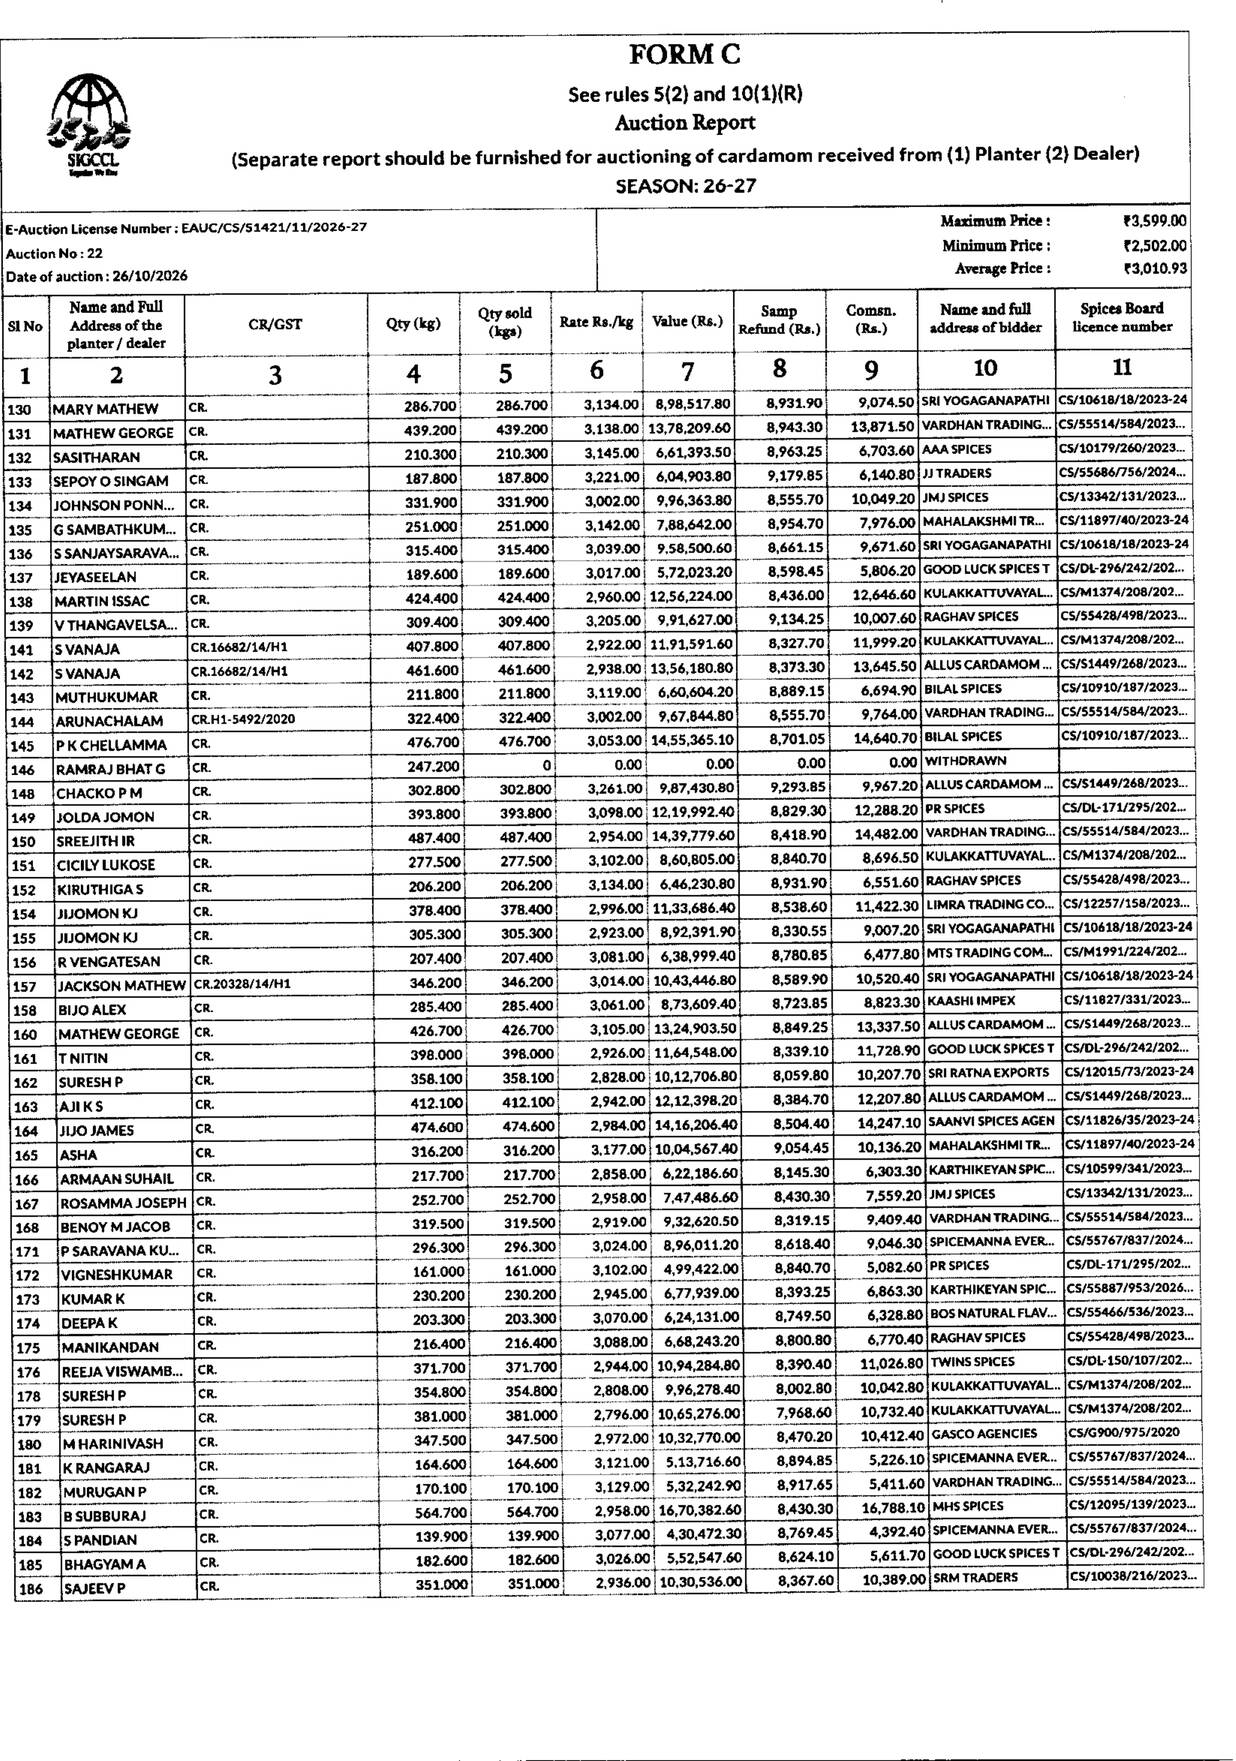 FORM C
See rules 5(2) and 10(1)(R)
Auction Report
(Separate report should be furnished for auctioning of cardamom received from (1) Planter (2) Dealer)
SEASON: 26-27
SIGCCL
Together We Rise
E-Auction License Number : EAUC/CS/S1421/11/2026-27
Auction No : 22
Date of auction : 26/10/2026
Maximum Price : ₹3,599.00
Minimum Price : ₹2,502.00
Average Price : ₹3,010.93
Sl No | Name and Full Address of the planter / dealer | CR/GST | Qty (kg) | Qty sold (kgs) | Rate Rs./kg | Value (Rs.) | Samp Refund (Rs.) | Comsn. (Rs.) | Name and full address of bidder | Spices Board licence number
1 2 3 4 5 6 7 8 9 10 11
130 MARY MATHEW CR. 286.700 286.700 3,134.00 8,98,517.80 8,931.90 9,074.50 SRI YOGAGANAPATHI CS/10618/18/2023-24
131 MATHEW GEORGE CR. 439.200 439.200 3,138.00 13,78,209.60 8,943.30 13,871.50 VARDHAN TRADING... CS/55514/584/2023...
132 SASITHARAN CR. 210.300 210.300 3,145.00 6,61,393.50 8,963.25 6,703.60 AAA SPICES CS/10179/260/2023...
133 SEPOY O SINGAM CR. 187.800 187.800 3,221.00 6,04,903.80 9,179.85 6,140.80 JJ TRADERS CS/55686/756/2024...
134 JOHNSON PONN... CR. 331.900 331.900 3,002.00 9,96,363.80 8,555.70 10,049.20 JMJ SPICES CS/13342/131/2023...
135 G SAMBATHKUM... CR. 251.000 251.000 3,142.00 7,88,642.00 8,954.70 7,976.00 MAHALAKSHMI TR... CS/11897/40/2023-24
136 S SANJAYSARAVA... CR. 315.400 315.400 3,039.00 9,58,500.60 8,661.15 9,671.60 SRI YOGAGANAPATHI CS/10618/18/2023-24
137 JEYASEELAN CR. 189.600 189.600 3,017.00 5,72,023.20 8,598.45 5,806.20 GOOD LUCK SPICES T CS/DL-296/242/202...
138 MARTIN ISSAC CR. 424.400 424.400 2,960.00 12,56,224.00 8,436.00 12,646.60 KULAKKATTUVAYAL... CS/M1374/208/202...
139 V THANGAVELSA... CR. 309.400 309.400 3,205.00 9,91,627.00 9,134.25 10,007.60 RAGHAV SPICES CS/55428/498/2023...
141 S VANAJA CR.16682/14/H1 407.800 407.800 2,922.00 11,91,591.60 8,327.70 11,999.20 KULAKKATTUVAYAL... CS/M1374/208/202...
142 S VANAJA CR.16682/14/H1 461.600 461.600 2,938.00 13,56,180.80 8,373.30 13,645.50 ALLUS CARDAMOM ... CS/S1449/268/2023...
143 MUTHUKUMAR CR. 211.800 211.800 3,119.00 6,60,604.20 8,889.15 6,694.90 BILAL SPICES CS/10910/187/2023...
144 ARUNACHALAM CR.H1-5492/2020 322.400 322.400 3,002.00 9,67,844.80 8,555.70 9,764.00 VARDHAN TRADING... CS/55514/584/2023...
145 P K CHELLAMMA CR. 476.700 476.700 3,053.00 14,55,365.10 8,701.05 14,640.70 BILAL SPICES CS/10910/187/2023...
146 RAMRAJ BHAT G CR. 247.200 0 0.00 0.00 0.00 0.00 WITHDRAWN
148 CHACKO P M CR. 302.800 302.800 3,261.00 9,87,430.80 9,293.85 9,967.20 ALLUS CARDAMOM ... CS/S1449/268/2023...
149 JOLDA JOMON CR. 393.800 393.800 3,098.00 12,19,992.40 8,829.30 12,288.20 PR SPICES CS/DL-171/295/202...
150 SREEJITH IR CR. 487.400 487.400 2,954.00 14,39,779.60 8,418.90 14,482.00 VARDHAN TRADING... CS/55514/584/2023...
151 CICILY LUKOSE CR. 277.500 277.500 3,102.00 8,60,805.00 8,840.70 8,696.50 KULAKKATTUVAYAL... CS/M1374/208/202...
152 KIRUTHIGA S CR. 206.200 206.200 3,134.00 6,46,230.80 8,931.90 6,551.60 RAGHAV SPICES CS/55428/498/2023...
154 JIJOMON KJ CR. 378.400 378.400 2,996.00 11,33,686.40 8,538.60 11,422.30 LIMRA TRADING CO... CS/12257/158/2023...
155 JIJOMON KJ CR. 305.300 305.300 2,923.00 8,92,391.90 8,330.55 9,007.20 SRI YOGAGANAPATHI CS/10618/18/2023-24
156 R VENGATESAN CR. 207.400 207.400 3,081.00 6,38,999.40 8,780.85 6,477.80 MTS TRADING COM... CS/M1991/224/202...
157 JACKSON MATHEW CR.20328/14/H1 346.200 346.200 3,014.00 10,43,446.80 8,589.90 10,520.40 SRI YOGAGANAPATHI CS/10618/18/2023-24
158 BIJO ALEX CR. 285.400 285.400 3,061.00 8,73,609.40 8,723.85 8,823.30 KAASHI IMPEX CS/11827/331/2023...
160 MATHEW GEORGE CR. 426.700 426.700 3,105.00 13,24,903.50 8,849.25 13,337.50 ALLUS CARDAMOM ... CS/S1449/268/2023...
161 T NITIN CR. 398.000 398.000 2,926.00 11,64,548.00 8,339.10 11,728.90 GOOD LUCK SPICES T CS/DL-296/242/202...
162 SURESH P CR. 358.100 358.100 2,828.00 10,12,706.80 8,059.80 10,207.70 SRI RATNA EXPORTS CS/12015/73/2023-24
163 AJI K S CR. 412.100 412.100 2,942.00 12,12,398.20 8,384.70 12,207.80 ALLUS CARDAMOM ... CS/S1449/268/2023...
164 JIJO JAMES CR. 474.600 474.600 2,984.00 14,16,206.40 8,504.40 14,247.10 SAANVI SPICES AGEN CS/11826/35/2023-24
165 ASHA CR. 316.200 316.200 3,177.00 10,04,567.40 9,054.45 10,136.20 MAHALAKSHMI TR... CS/11897/40/2023-24
166 ARMAAN SUHAIL CR. 217.700 217.700 2,858.00 6,22,186.60 8,145.30 6,303.30 KARTHIKEYAN SPIC... CS/10599/341/2023...
167 ROSAMMA JOSEPH CR. 252.700 252.700 2,958.00 7,47,486.60 8,430.30 7,559.20 JMJ SPICES CS/13342/131/2023...
168 BENOY M JACOB CR. 319.500 319.500 2,919.00 9,32,620.50 8,319.15 9,409.40 VARDHAN TRADING... CS/55514/584/2023...
171 P SARAVANA KU... CR. 296.300 296.300 3,024.00 8,96,011.20 8,618.40 9,046.30 SPICEMANNA EVER... CS/55767/837/2024...
172 VIGNESHKUMAR CR. 161.000 161.000 3,102.00 4,99,422.00 8,840.70 5,082.60 PR SPICES CS/DL-171/295/202...
173 KUMAR K CR. 230.200 230.200 2,945.00 6,77,939.00 8,393.25 6,863.30 KARTHIKEYAN SPIC... CS/55887/953/2026...
174 DEEPA K CR. 203.300 203.300 3,070.00 6,24,131.00 8,749.50 6,328.80 BOS NATURAL FLAV... CS/55466/536/2023...
175 MANIKANDAN CR. 216.400 216.400 3,088.00 6,68,243.20 8,800.80 6,770.40 RAGHAV SPICES CS/55428/498/2023...
176 REEJA VISWAMB... CR. 371.700 371.700 2,944.00 10,94,284.80 8,390.40 11,026.80 TWINS SPICES CS/DL-150/107/202...
178 SURESH P CR. 354.800 354.800 2,808.00 9,96,278.40 8,002.80 10,042.80 KULAKKATTUVAYAL... CS/M1374/208/202...
179 SURESH P CR. 381.000 381.000 2,796.00 10,65,276.00 7,968.60 10,732.40 KULAKKATTUVAYAL... CS/M1374/208/202...
180 M HARINIVASH CR. 347.500 347.500 2,972.00 10,32,770.00 8,470.20 10,412.40 GASCO AGENCIES CS/G900/975/2020
181 K RANGARAJ CR. 164.600 164.600 3,121.00 5,13,716.60 8,894.85 5,226.10 SPICEMANNA EVER... CS/55767/837/2024...
182 MURUGAN P CR. 170.100 170.100 3,129.00 5,32,242.90 8,917.65 5,411.60 VARDHAN TRADING... CS/55514/584/2023...
183 B SUBBURAJ CR. 564.700 564.700 2,958.00 16,70,382.60 8,430.30 16,788.10 MHS SPICES CS/12095/139/2023...
184 S PANDIAN CR. 139.900 139.900 3,077.00 4,30,472.30 8,769.45 4,392.40 SPICEMANNA EVER... CS/55767/837/2024...
185 BHAGYAM A CR. 182.600 182.600 3,026.00 5,52,547.60 8,624.10 5,611.70 GOOD LUCK SPICES T CS/DL-296/242/202...
186 SAJEEV P CR. 351.000 351.000 2,936.00 10,30,536.00 8,367.60 10,389.00 SRM TRADERS CS/10038/216/2023...